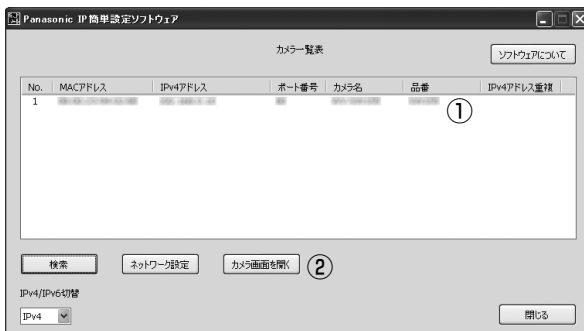 Panasonic IP簡単設定ソフトウェア
カメラ一覧表
ソフトウェアについて
No. MACアドレス IPv4アドレス ポート番号 カメラ名 品番 IPv4アドレス重複
1
①
検索 ネットワーク設定 カメラ画面を開く ②
IPv4/IPv6切替
IPv4
閉じる